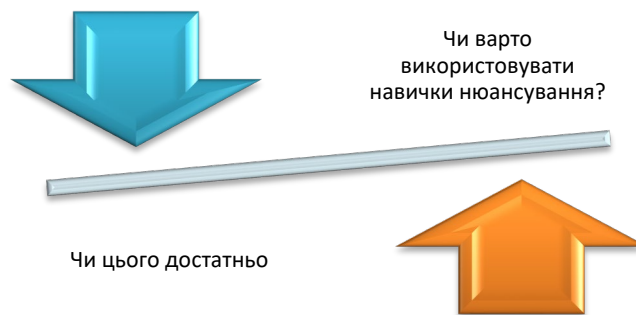 Чи варто
використовувати
навички нюансування?
Чи цього достатньо